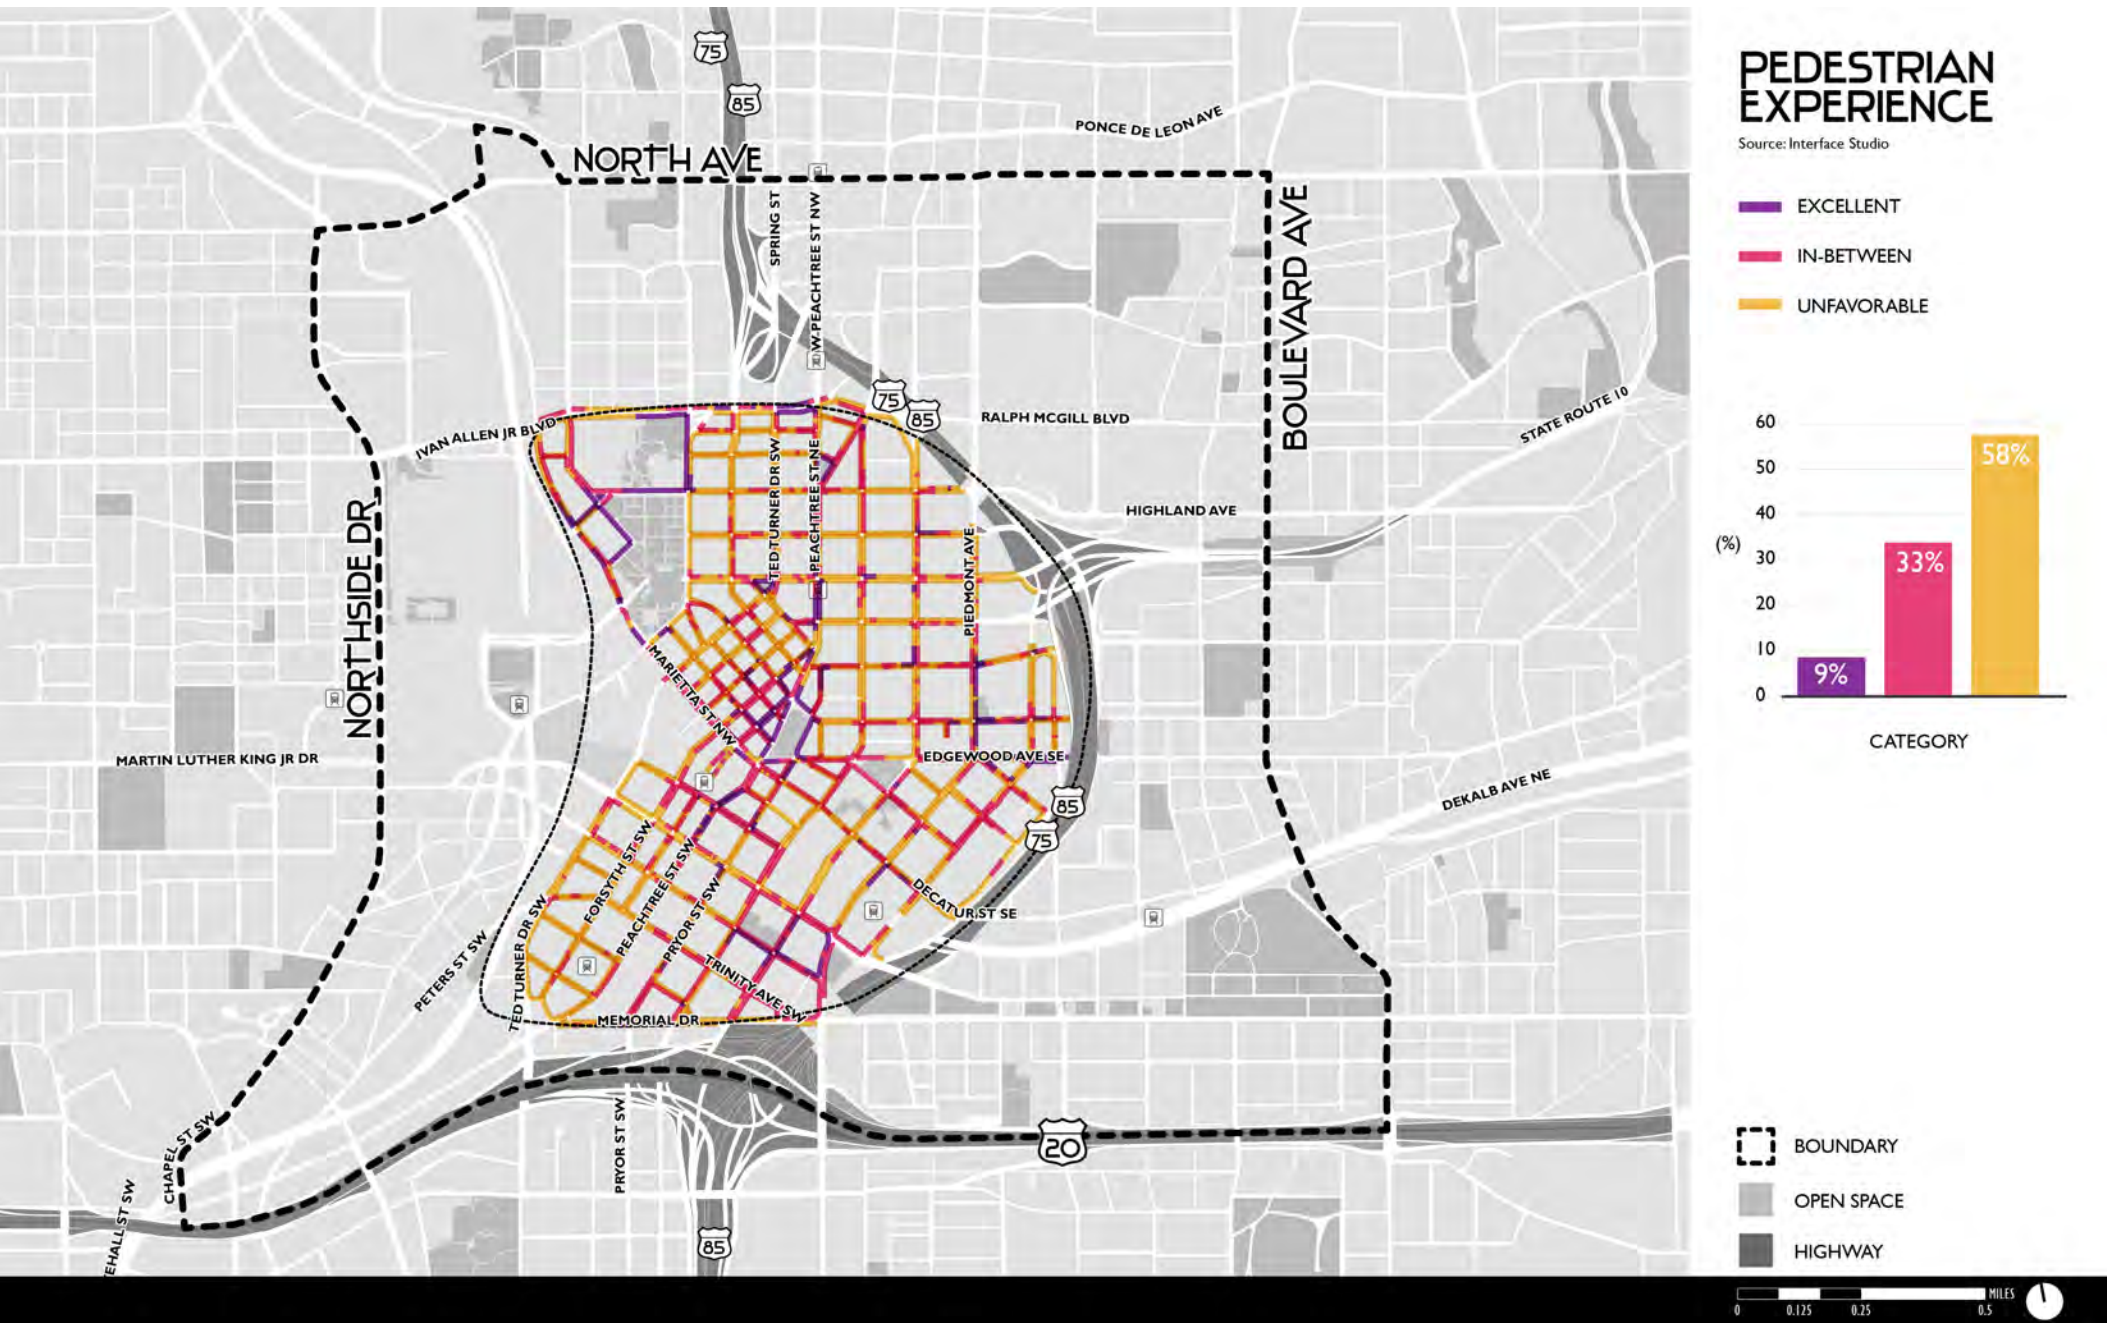 75
85
PONCE DE LEON AVE
NORTH AVE
SPRING ST
W PEACHTREE ST NW
BOULEVARD AVE
75
85
RALPH MCGILL BLVD
STATE ROUTE 10
IVAN ALLEN JR BLVD
NORTHSIDE DR
TED TURNER DR SW
PEACHTREE ST NE
HIGHLAND AVE
PIEDMONT AVE
MARIETTA ST NW
MARTIN LUTHER KING JR DR
EDGEWOOD AVE SE
DEKALB AVE NE
85
75
FORSYTH ST SW
PEACHTREE ST SW
PRYOR ST SW
DECATUR ST SE
PETERS ST SW
TED TURNER DR SW
TRINITY AVE SW
MEMORIAL DR
CHAPEL ST SW
EHALL ST SW
PRYOR ST SW
20
85
PEDESTRIAN
EXPERIENCE
Source: Interface Studio
EXCELLENT
IN-BETWEEN
UNFAVORABLE
60
50
40
(%)
30
20
10
0
9%
33%
58%
CATEGORY
BOUNDARY
OPEN SPACE
HIGHWAY
MILES
0 0.125 0.25 0.5